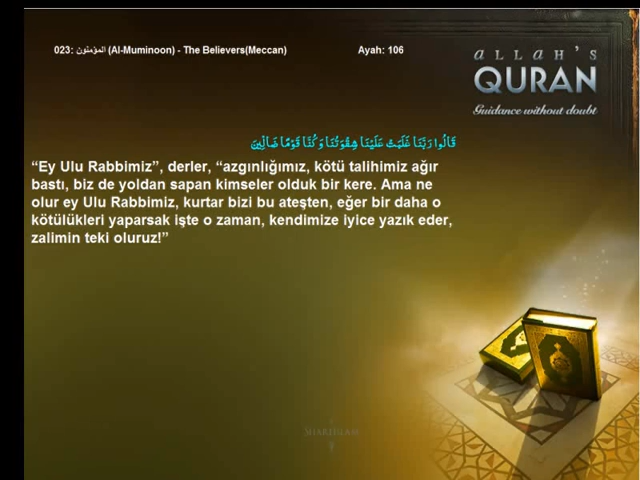 023: المؤمنون (Al-Muminoon) - The Believers(Meccan) Ayah: 106
ALLAH'S
QURAN
Guidance without doubt
قَالُوا رَبَّنَا غَلَبَتْ عَلَيْنَا شِقْوَتُنَا وَكُنَّا قَوْمًا ضَالِّينَ
“Ey Ulu Rabbimiz”, derler, “azgınlığımız, kötü talihimiz ağır
bastı, biz de yoldan sapan kimseler olduk bir kere. Ama ne
olur ey Ulu Rabbimiz, kurtar bizi bu ateşten, eğer bir daha o
kötülükleri yaparsak işte o zaman, kendimize iyice yazık eder,
zalimin teki oluruz!”